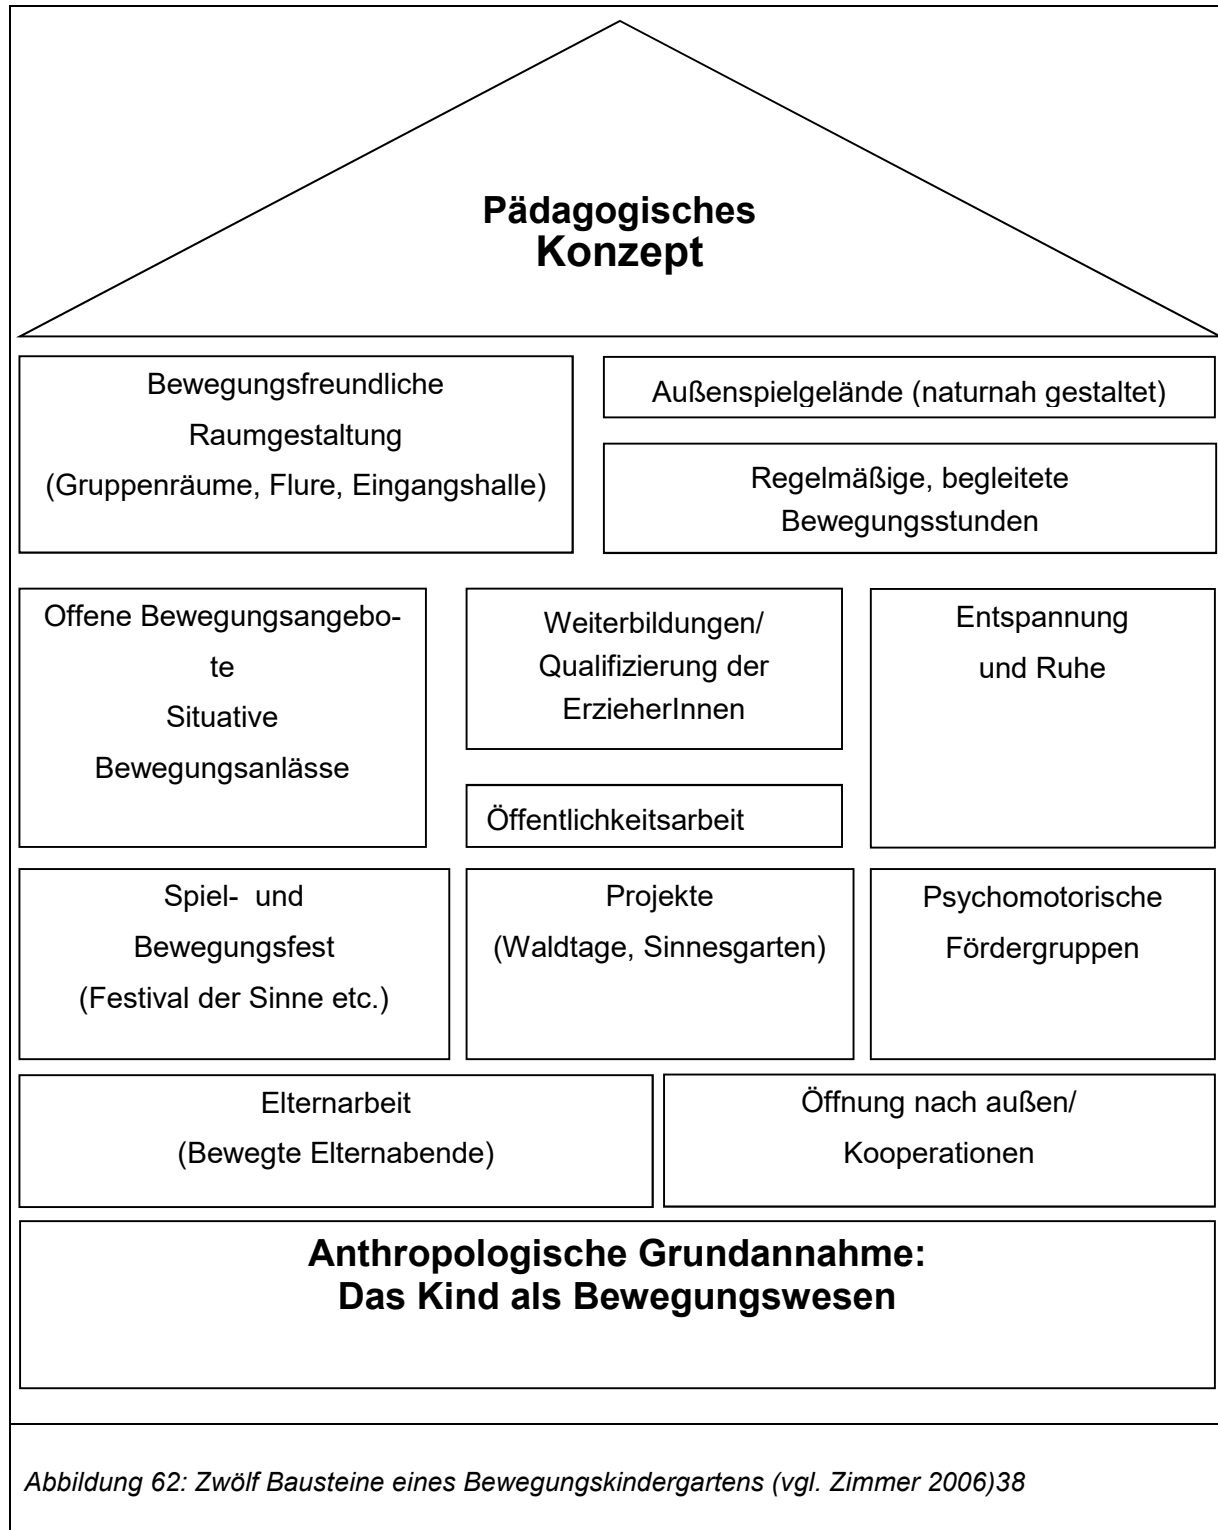 Pädagogisches
Konzept
Bewegungsfreundliche
Raumgestaltung
(Gruppenräume, Flure, Eingangshalle)
Außenspielgelände (naturnah gestaltet)
Regelmäßige, begleitete
Bewegungsstunden
Offene Bewegungsangebo-
te
Situative
Bewegungsanlässe
Weiterbildungen/
Qualifizierung der
ErzieherInnen
Öffentlichkeitsarbeit
Entspannung
und Ruhe
Spiel- und
Bewegungsfest
(Festival der Sinne etc.)
Projekte
(Waldtage, Sinnesgarten)
Psychomotorische
Fördergruppen
Elternarbeit
(Bewegte Elternabende)
Öffnung nach außen/
Kooperationen
Anthropologische Grundannahme:
Das Kind als Bewegungswesen
Abbildung 62: Zwölf Bausteine eines Bewegungskindergartens (vgl. Zimmer 2006)38